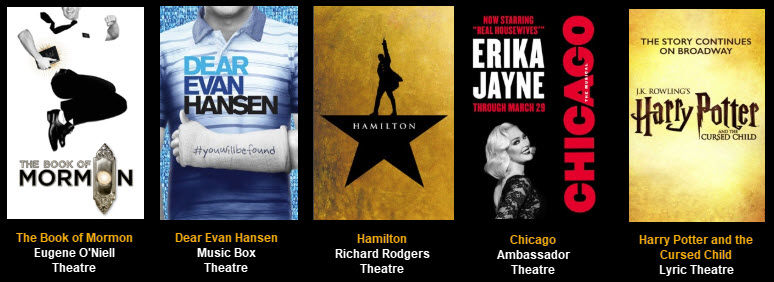 THE BOOK OF
MORMON
The Book of Mormon
Eugene O'Niell
Theatre
DEAR
EVAN
HANSEN
#youwillbefound
Dear Evan Hansen
Music Box
Theatre
HAMILTON
Hamilton
Richard Rodgers
Theatre
NOW STARRING
"REAL HOUSEWIVES"
ERIKA
JAYNE
THROUGH MARCH 29
CHICAGO
THE MUSICAL
Chicago
Ambassador
Theatre
THE STORY CONTINUES
ON BROADWAY
J.K. ROWLING'S
Harry Potter
AND THE
CURSED CHILD
Harry Potter and the
Cursed Child
Lyric Theatre